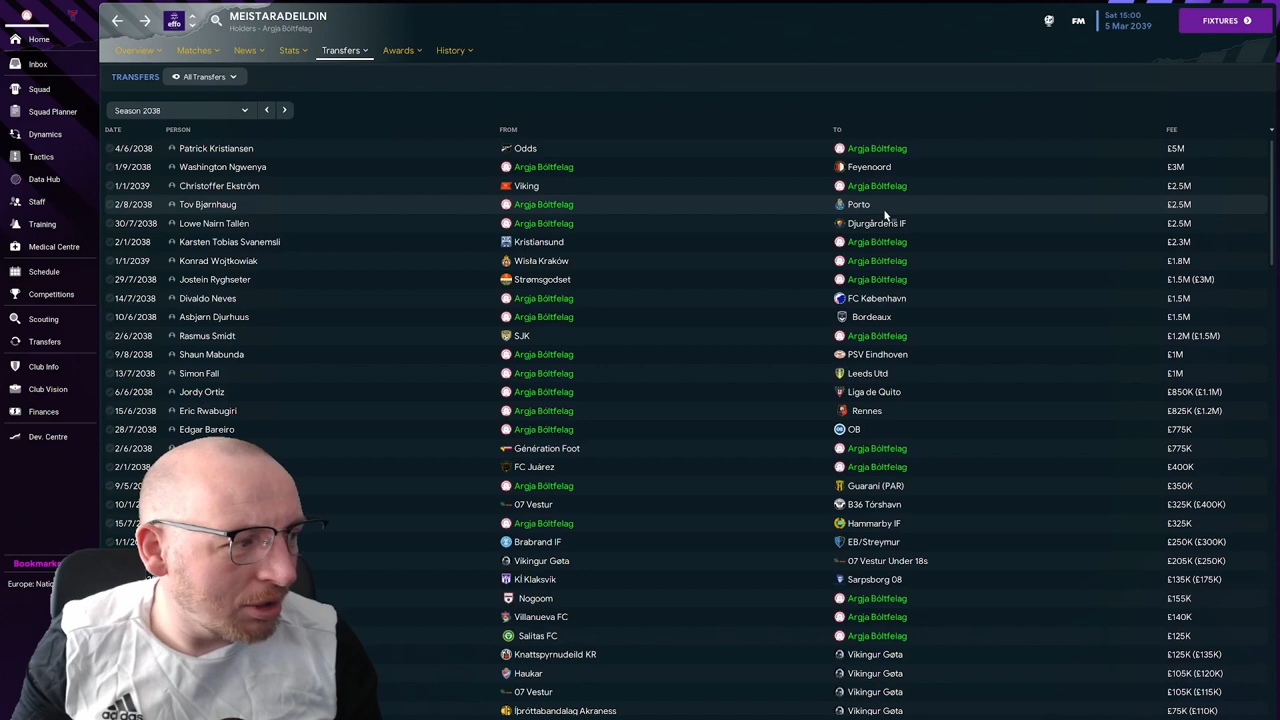 MEISTARADEILDIN
Holders - Argja Bóltfelag
effo
FM
Sat 15:00
5 Mar 2039
FIXTURES
Home
Inbox
Squad
Squad Planner
Dynamics
Tactics
Data Hub
Staff
Training
Medical Centre
Schedule
Competitions
Scouting
Transfers
Club Info
Club Vision
Finances
Dev. Centre
Bookmarks
Overview Matches News Stats Transfers Awards History
TRANSFERS All Transfers
Season 2038
DATE PERSON FROM TO FEE
4/6/2038 Patrick Kristiansen Odds Argja Bóltfelag £5M
1/9/2038 Washington Ngwenya Argja Bóltfelag Feyenoord £3M
1/1/2039 Christoffer Ekström Viking Argja Bóltfelag £2.5M
2/8/2038 Tov Bjørnhaug Argja Bóltfelag Porto £2.5M
30/7/2038 Lowe Nairn Tallén Argja Bóltfelag Djurgårdens IF £2.5M
2/1/2038 Karsten Tobias Svanemsli Kristiansund Argja Bóltfelag £2.3M
1/1/2039 Konrad Wojtkowiak Wisła Kraków Argja Bóltfelag £1.8M
29/7/2038 Jostein Ryghseter Strømsgodset Argja Bóltfelag £1.5M (£3M)
14/7/2038 Divaldo Neves Argja Bóltfelag FC København £1.5M
10/6/2038 Asbjørn Djurhuus Argja Bóltfelag Bordeaux £1.5M
2/6/2038 Rasmus Smidt SJK Argja Bóltfelag £1.2M (£1.5M)
9/8/2038 Shaun Mabunda Argja Bóltfelag PSV Eindhoven £1M
13/7/2038 Simon Fall Argja Bóltfelag Leeds Utd £1M
6/6/2038 Jordy Ortiz Argja Bóltfelag Liga de Quito £850K (£1.1M)
15/6/2038 Eric Rwabugiri Argja Bóltfelag Rennes £825K (£1.2M)
28/7/2038 Edgar Bareiro Argja Bóltfelag OB £775K
2/6/2038 Génération Foot Argja Bóltfelag £775K
2/1/2038 FC Juárez Argja Bóltfelag £400K
Argja Bóltfelag Guaraní (PAR) £350K
07 Vestur B36 Tórshavn £325K (£400K)
Argja Bóltfelag Hammarby IF £325K
Brabrand IF EB/Streymur £250K (£300K)
Víkingur Gøta 07 Vestur Under 18s £205K (£250K)
KÍ Klaksvík Sarpsborg 08 £135K (£175K)
Nogoom Argja Bóltfelag £155K
Villanueva FC Argja Bóltfelag £140K
Salitas FC Argja Bóltfelag £125K
Knattspyrnudeild KR Víkingur Gøta £125K (£135K)
Haukar Víkingur Gøta £105K (£120K)
07 Vestur Víkingur Gøta £105K (£115K)
Íþróttabandalag Akraness Víkingur Gøta £75K (£110K)
Europe: Natio
adidas